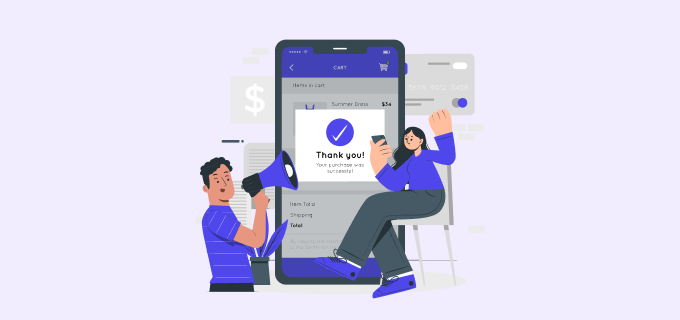 CART
Items in cart
Summer Dress $34
Thank you!
Your purchase was
successful
Item Total
Shipping
Total
$